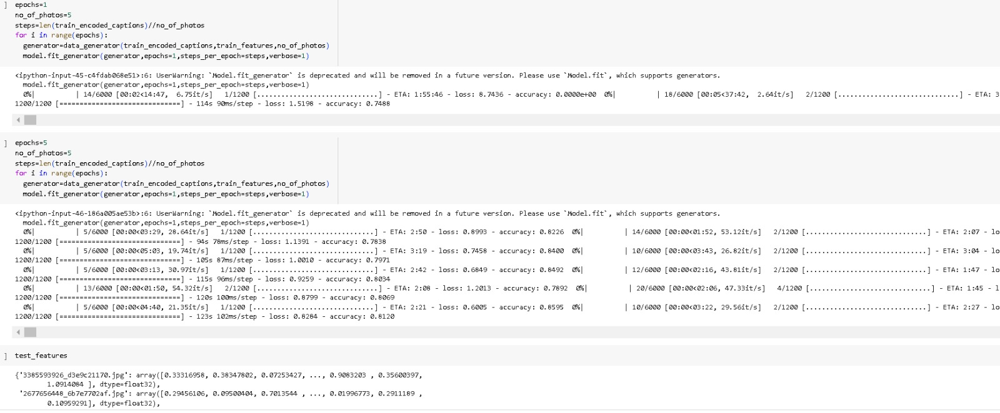 ] epochs=1
no_of_photos=5
steps=len(train_encoded_captions)//no_of_photos
for i in range(epochs):
  generator=data_generator(train_encoded_captions,train_features,no_of_photos)
  model.fit_generator(generator,epochs=1,steps_per_epoch=steps,verbose=1)
<ipython-input-45-c4fdab068e51>:6: UserWarning: `Model.fit_generator` is deprecated and will be removed in a future version. Please use `Model.fit`, which supports generators.
  model.fit_generator(generator,epochs=1,steps_per_epoch=steps,verbose=1)
  0%|          | 14/6000 [00:02<14:47,  6.75it/s]   1/1200 [..............................] - ETA: 1:55:46 - loss: 8.7436 - accuracy: 0.0000e+00  0%|          | 18/6000 [00:05<37:42,  2.64it/s]   2/1200 [..............................] - ETA: 3
1200/1200 [==============================] - 114s 90ms/step - loss: 1.5198 - accuracy: 0.7488
] epochs=5
no_of_photos=5
steps=len(train_encoded_captions)//no_of_photos
for i in range(epochs):
  generator=data_generator(train_encoded_captions,train_features,no_of_photos)
  model.fit_generator(generator,epochs=1,steps_per_epoch=steps,verbose=1)
<ipython-input-46-186a005ae53b>:6: UserWarning: `Model.fit_generator` is deprecated and will be removed in a future version. Please use `Model.fit`, which supports generators.
  model.fit_generator(generator,epochs=1,steps_per_epoch=steps,verbose=1)
  0%|          | 5/6000 [00:00<03:29, 28.64it/s]   1/1200 [..............................] - ETA: 2:50 - loss: 0.8993 - accuracy: 0.8226  0%|          | 14/6000 [00:00<01:52, 53.12it/s]   2/1200 [..............................] - ETA: 2:07 - lo
1200/1200 [==============================] - 94s 78ms/step - loss: 1.1391 - accuracy: 0.7838
  0%|          | 5/6000 [00:00<05:03, 19.74it/s]   1/1200 [..............................] - ETA: 3:19 - loss: 0.7458 - accuracy: 0.8400  0%|          | 10/6000 [00:00<03:43, 26.82it/s]   2/1200 [..............................] - ETA: 3:04 - lo
1200/1200 [==============================] - 105s 87ms/step - loss: 1.0010 - accuracy: 0.7971
  0%|          | 5/6000 [00:00<03:13, 30.97it/s]   1/1200 [..............................] - ETA: 2:42 - loss: 0.6849 - accuracy: 0.8492  0%|          | 12/6000 [00:00<02:16, 43.81it/s]   2/1200 [..............................] - ETA: 1:47 - lo
1200/1200 [==============================] - 115s 96ms/step - loss: 0.9259 - accuracy: 0.8034
  0%|          | 13/6000 [00:00<01:50, 54.32it/s]   2/1200 [..............................] - ETA: 2:08 - loss: 1.2013 - accuracy: 0.7892  0%|          | 20/6000 [00:00<02:06, 47.33it/s]   4/1200 [..............................] - ETA: 1:45 - l
1200/1200 [==============================] - 120s 100ms/step - loss: 0.8799 - accuracy: 0.8069
  0%|          | 5/6000 [00:00<04:40, 21.35it/s]   1/1200 [..............................] - ETA: 2:21 - loss: 0.6005 - accuracy: 0.8595  0%|          | 10/6000 [00:00<03:22, 29.56it/s]   2/1200 [..............................] - ETA: 2:27 - lo
1200/1200 [==============================] - 123s 102ms/step - loss: 0.8284 - accuracy: 0.8120
] test_features
{'3385593926_d3e9c21170.jpg': array([0.33316958, 0.38347802, 0.07253427, ..., 0.9083203 , 0.35600397,
        1.0914084 ], dtype=float32),
 '2677656448_6b7e7702af.jpg': array([0.29456106, 0.09500404, 0.7013544 , ..., 0.01996773, 0.2911189 ,
        0.10959291], dtype=float32),